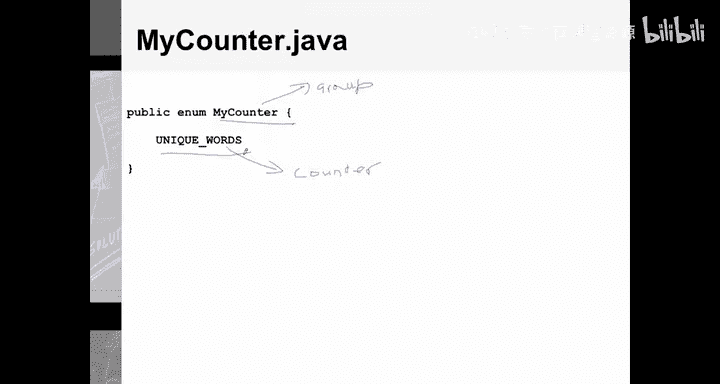 MyCounter.java
bilibili
group
public enum MyCounter {
UNIQUE_WORDS
counter
}